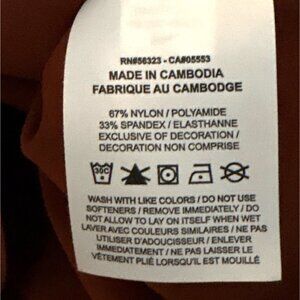 RN#56323 - CA#05553
MADE IN CAMBODIA
FABRIQUE AU CAMBODGE
67% NYLON / POLYAMIDE
33% SPANDEX / ELASTHANNE
EXCLUSIVE OF DECORATION /
DECORATION NON COMPRISE
30C
WASH WITH LIKE COLORS / DO NOT USE
SOFTENERS / REMOVE IMMEDIATELY / DO
NOT ALLOW TO LAY ON ITSELF WHEN WET
LAVER AVEC COULEURS SIMILAIRES / NE PAS
UTILISER D'ADOUCISSEUR / ENLEVER
IMMEDIATEMENT / NE PAS LAISSER LE
VÊTEMENT PLIÉ LORSQU'IL EST MOUILLÉ